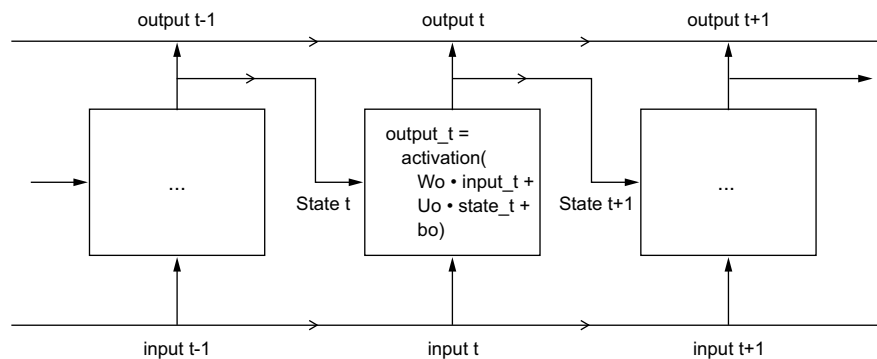 output t-1
output t
output t+1
...
output_t =
activation(
Wo • input_t +
Uo • state_t +
bo)
...
State t
State t+1
input t-1
input t
input t+1